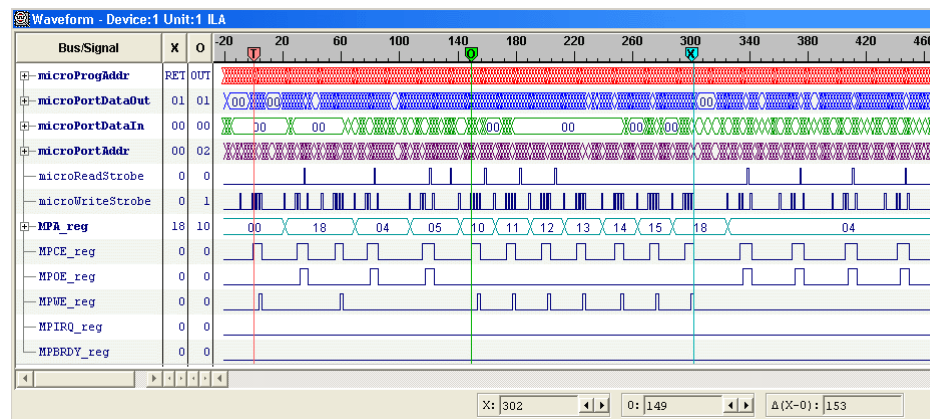 Waveform - Device:1 Unit:1 ILA
Bus/Signal X O -20 20 60 100 140 180 220 260 300 340 380 420 460
T O X
microProgAddr RET OUT
microPortDataOut 01 01 00 00 00
microPortDataIn 00 00 00 00 00 00 00 00
microPortAddr 00 02
microReadStrobe 0 0
microWriteStrobe 0 1
MPA_reg 18 10 00 18 04 05 10 11 12 13 14 15 18 04
MPCE_reg 0 0
MPOE_reg 0 0
MPWE_reg 0 0
MPIRQ_reg 0 0
MPBRDY_reg 0 0
X: 302 O: 149 Δ(X-O): 153